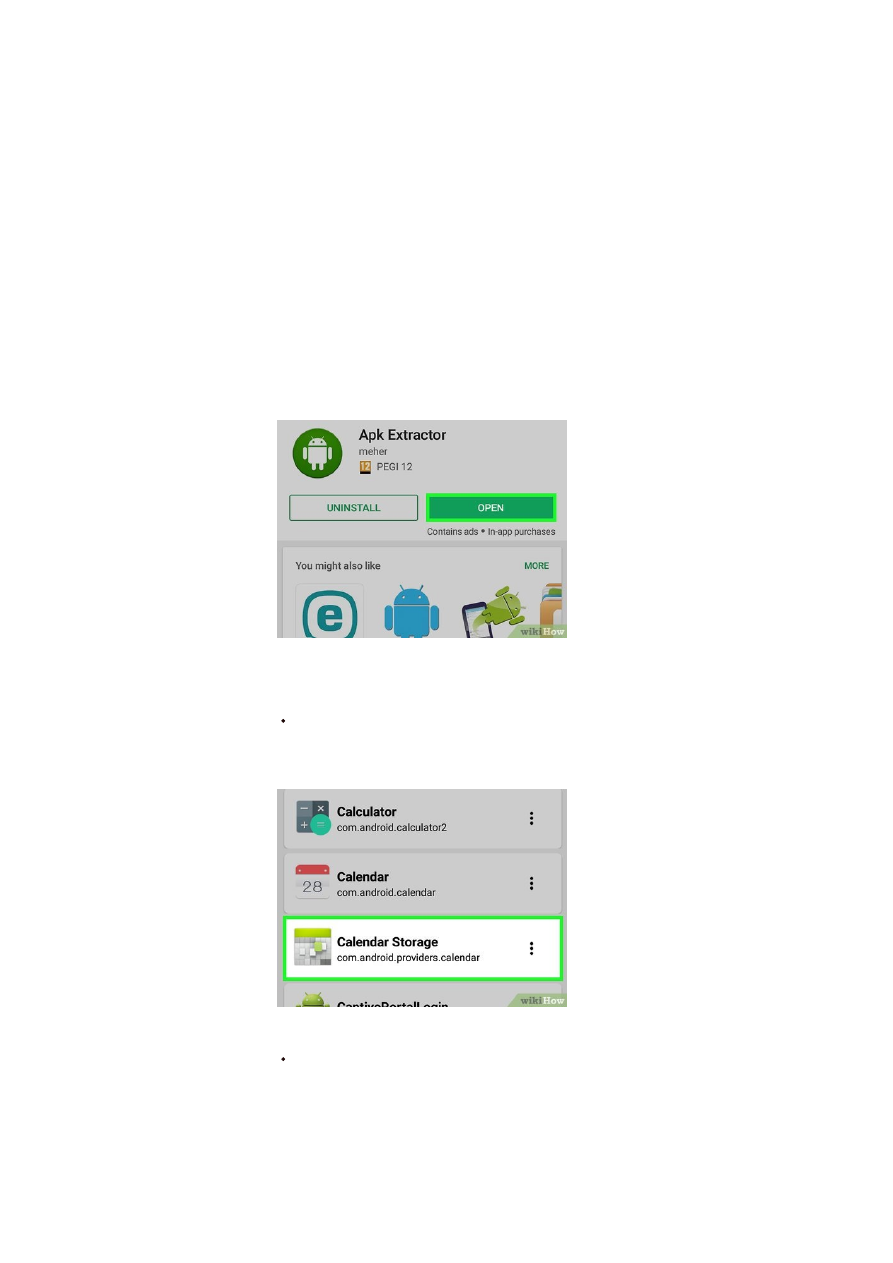 Apk Extractor
meher
12 PEGI 12
UNINSTALL OPEN
Contains ads • In-app purchases
You might also like MORE
e
wikiHow
Calculator
com.android.calculator2
Calendar
28
com.android.calendar
Calendar Storage
com.android.providers.calendar
CaptivePortalLogin
wikiHow